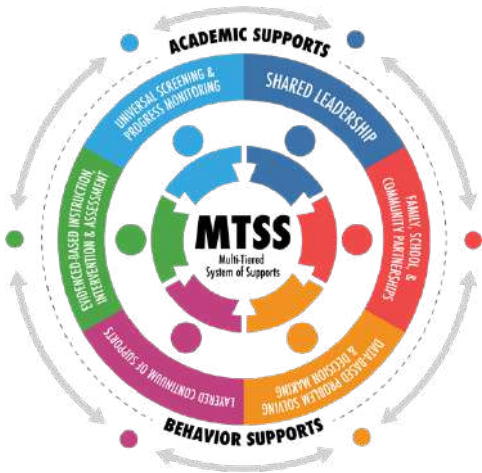 ACADEMIC SUPPORTS
UNIVERSAL SCREENING &
PROGRESS MONITORING
SHARED LEADERSHIP
FAMILY, SCHOOL, &
COMMUNITY PARTNERSHIPS
DATA-BASED PROBLEM SOLVING
& DECISION MAKING
LAYERED CONTINUUM OF SUPPORTS
EVIDENCED-BASED INSTRUCTION,
INTERVENTION & ASSESSMENT
MTSS
Multi-Tiered
System of Supports
BEHAVIOR SUPPORTS